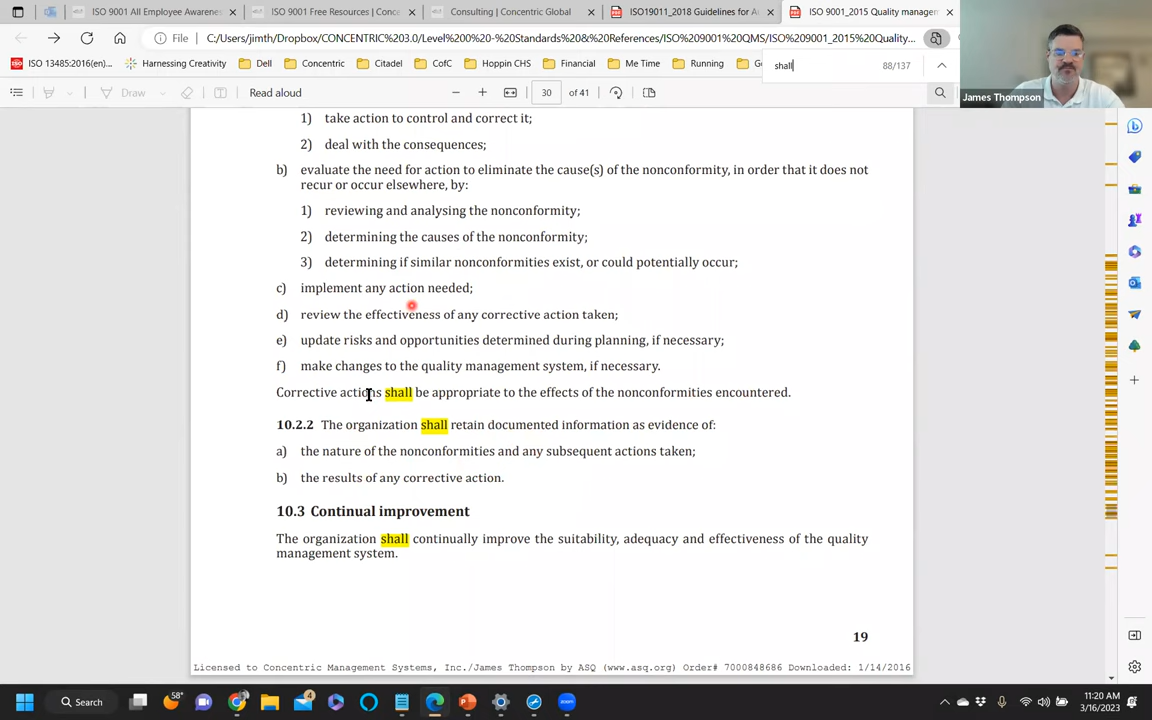 ISO 9001 All Employee Awarenes
ISO 9001 Free Resources | Conce
Consulting | Concentric Global
ISO19011_2018 Guidelines for Au
ISO 9001_2015 Quality managem
File
C:/Users/jimth/Dropbox/CONCENTRIC%203.0/Level%200%20-%20Standards%20&%20References/ISO%209001%20QMS/ISO%209001_2015%20Quality...
ISO 13485:2016(en)...
Harnessing Creativity
Dell
Concentric
Citadel
CofC
Hoppin CHS
Financial
Me Time
Running
shall
88/137
James Thompson
Draw
Read aloud
30
of 41
1) take action to control and correct it;
2) deal with the consequences;
b) evaluate the need for action to eliminate the cause(s) of the nonconformity, in order that it does not
recur or occur elsewhere, by:
1) reviewing and analysing the nonconformity;
2) determining the causes of the nonconformity;
3) determining if similar nonconformities exist, or could potentially occur;
c) implement any action needed;
d) review the effectiveness of any corrective action taken;
e) update risks and opportunities determined during planning, if necessary;
f) make changes to the quality management system, if necessary.
Corrective actions shall be appropriate to the effects of the nonconformities encountered.
10.2.2 The organization shall retain documented information as evidence of:
a) the nature of the nonconformities and any subsequent actions taken;
b) the results of any corrective action.
10.3 Continual improvement
The organization shall continually improve the suitability, adequacy and effectiveness of the quality
management system.
19
Licensed to Concentric Management Systems, Inc./James Thompson by ASQ (www.asq.org) Order# 7000848686 Downloaded: 1/14/2016
Search
58°
4
11:20 AM
3/16/2023